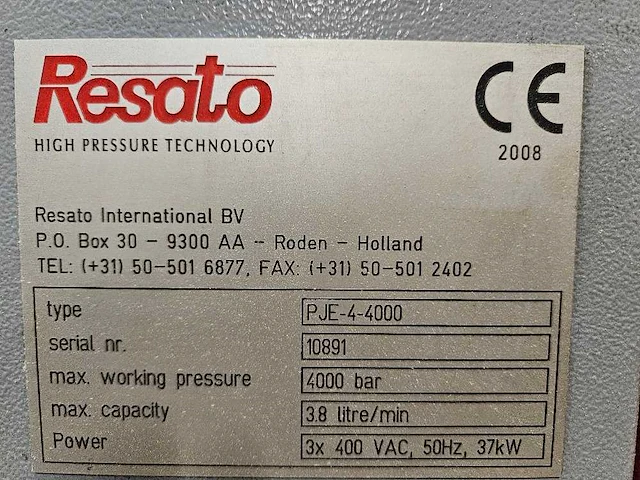 Resato
HIGH PRESSURE TECHNOLOGY
CE
2008
Resato International BV
P.O. Box 30 - 9300 AA - Roden - Holland
TEL: (+31) 50-501 6877, FAX: (+31) 50-501 2402
type PJE-4-4000
serial nr. 10891
max. working pressure 4000 bar
max. capacity 3.8 litre/min
Power 3x 400 VAC, 50Hz, 37kW